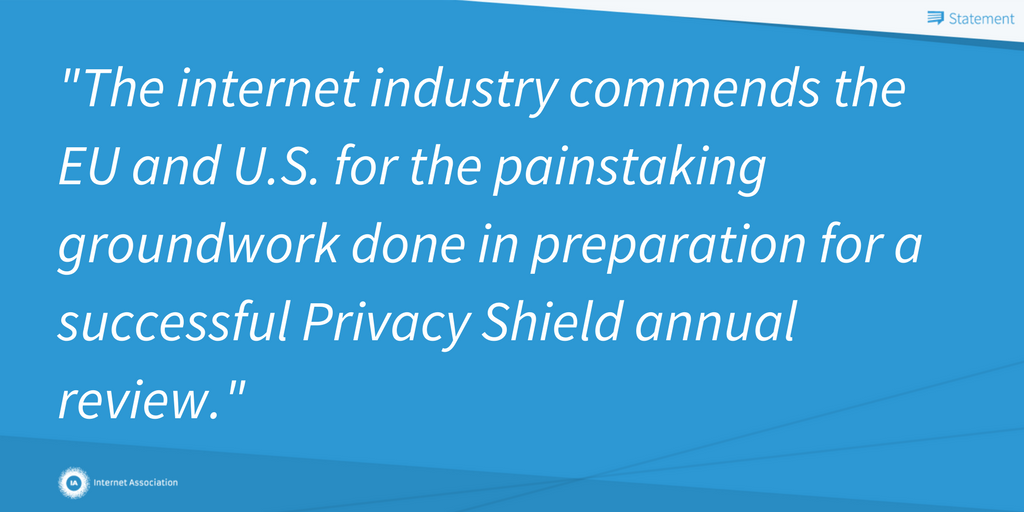 Statement
"The internet industry commends the
EU and U.S. for the painstaking
groundwork done in preparation for a
successful Privacy Shield annual
review."
IA
Internet Association